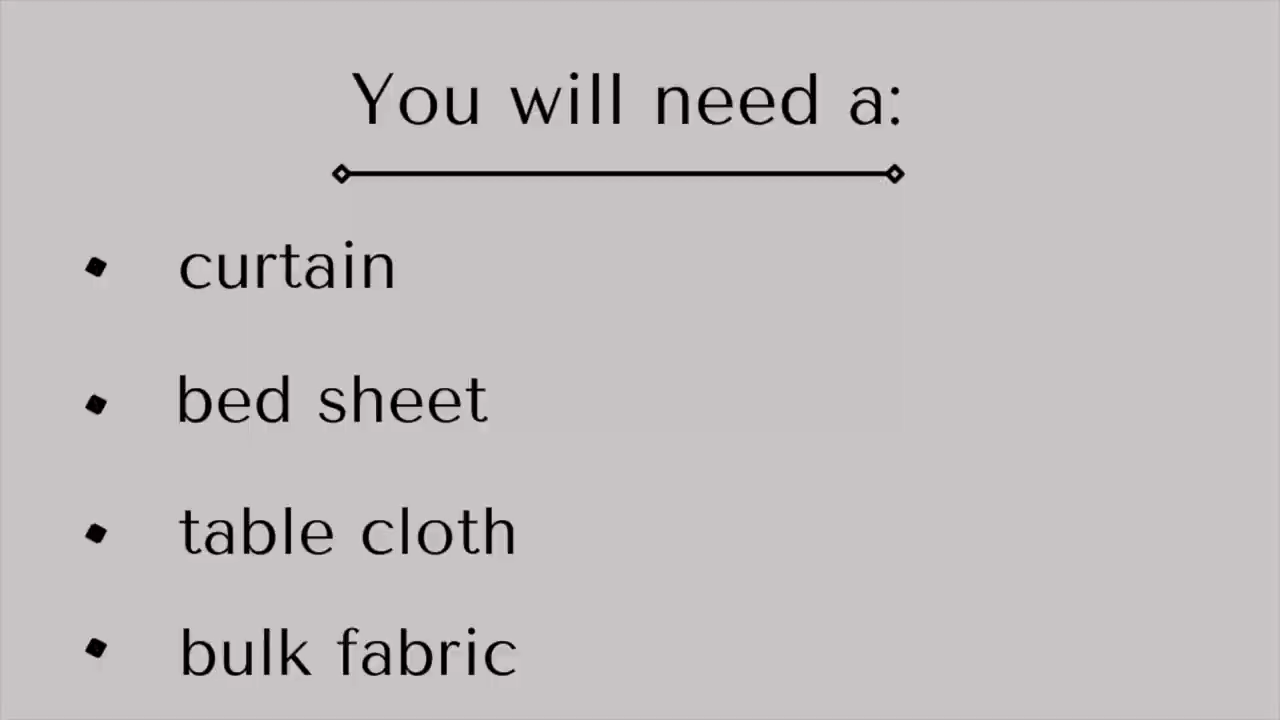 You will need a:
curtain
bed sheet
table cloth
bulk fabric